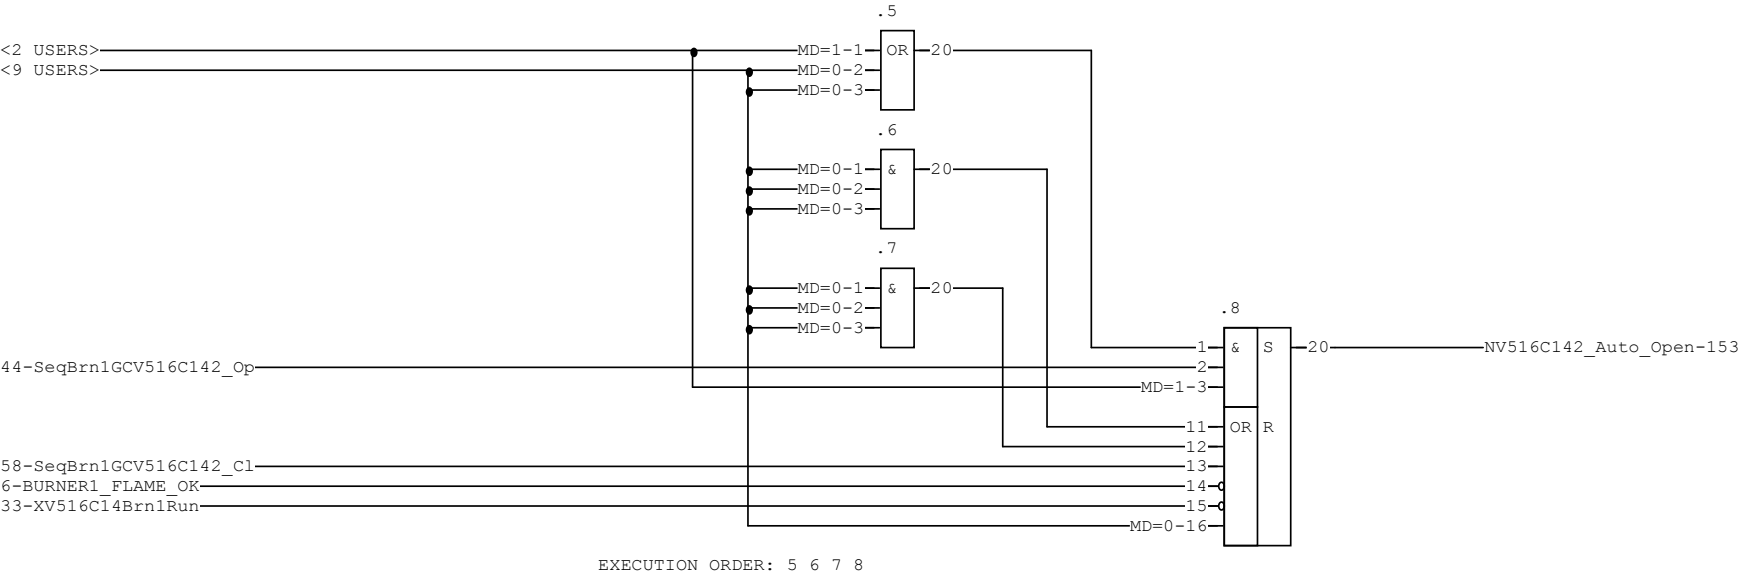 .5
<2 USERS> MD=1-1 OR 20
<9 USERS> MD=0-2
MD=0-3
.6
MD=0-1 & 20
MD=0-2
MD=0-3
.7
MD=0-1 & 20
MD=0-2
MD=0-3
.8
1 & S 20 NV516C142_Auto_Open-153
44-SeqBrn1GCV516C142_Op 2
MD=1-3
11 OR R
12
58-SeqBrn1GCV516C142_Cl 13
6-BURNER1_FLAME_OK 14
33-XV516C14Brn1Run 15
MD=0-16
EXECUTION ORDER: 5 6 7 8